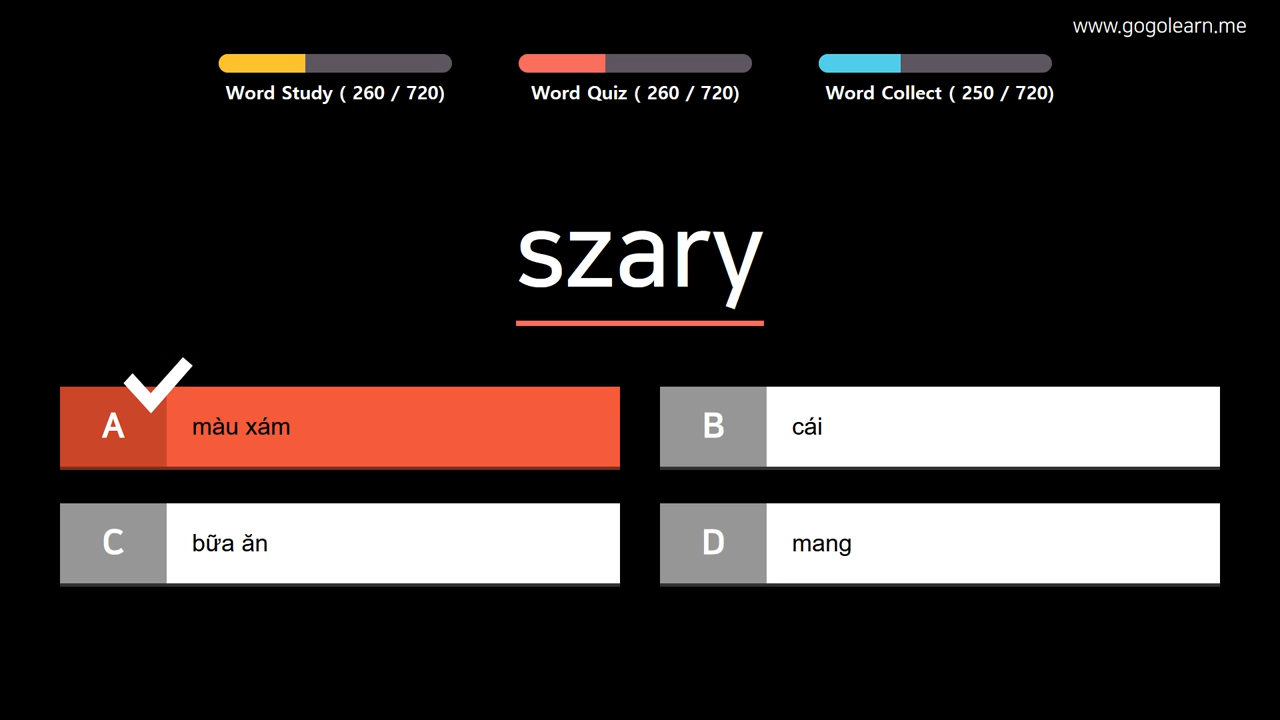 www.gogolearn.me
Word Study ( 260 / 720)
Word Quiz ( 260 / 720)
Word Collect ( 250 / 720)
szary
A màu xám
B cái
C bữa ăn
D mang